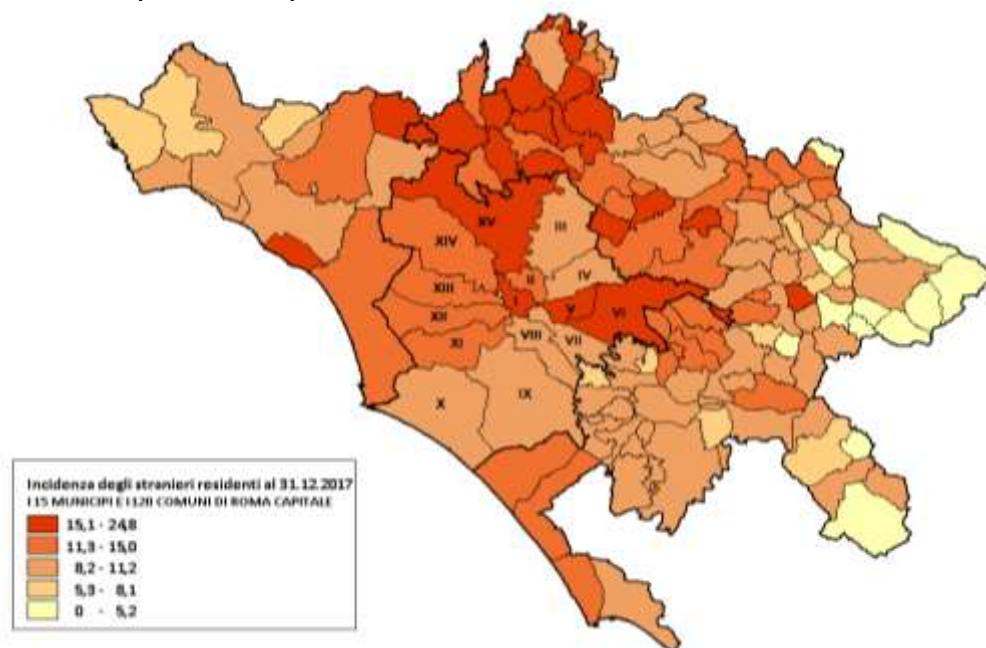 XV
III
XIV
II
IV
XIII
I
V
VI
XII
VIII
VII
XI
IX
X
Incidenza degli stranieri residenti al 31.12.2017
I 15 MUNICIPI E I 120 COMUNI DI ROMA CAPITALE
15,1 - 24,8
11,3 - 15,0
8,2 - 11,2
5,3 - 8,1
0 - 5,2